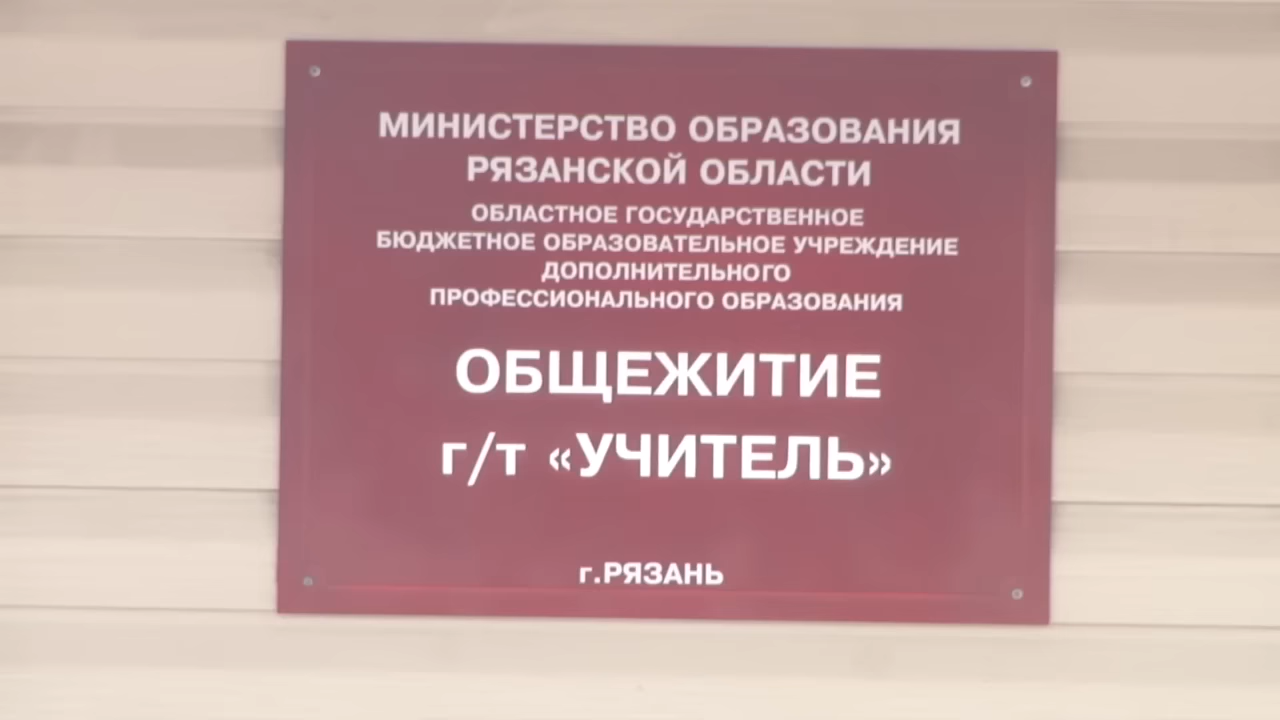 МИНИСТЕРСТВО ОБРАЗОВАНИЯ
РЯЗАНСКОЙ ОБЛАСТИ
ОБЛАСТНОЕ ГОСУДАРСТВЕННОЕ
БЮДЖЕТНОЕ ОБРАЗОВАТЕЛЬНОЕ УЧРЕЖДЕНИЕ
ДОПОЛНИТЕЛЬНОГО
ПРОФЕССИОНАЛЬНОГО ОБРАЗОВАНИЯ
ОБЩЕЖИТИЕ
г/т «УЧИТЕЛЬ»
г.РЯЗАНЬ